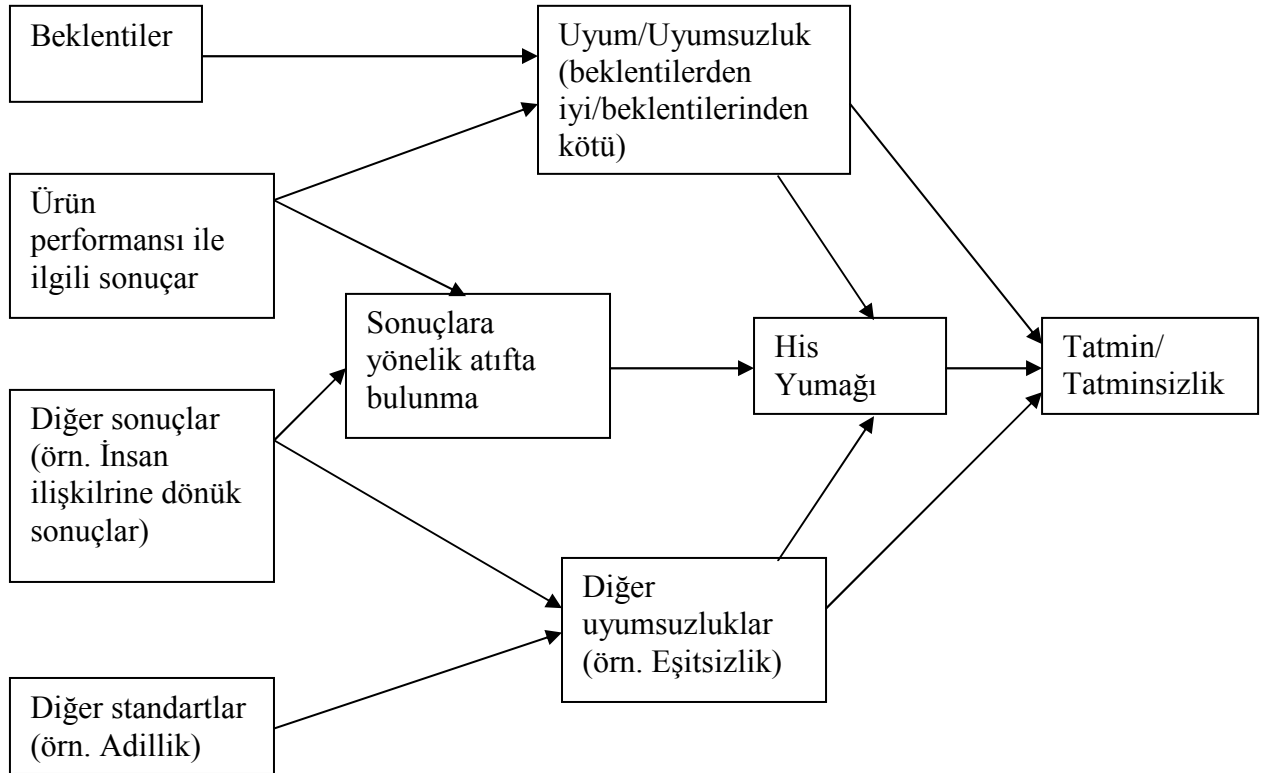 Beklentiler
Uyum/Uyumsuzluk
(beklentilerden
iyi/beklentilerinden
kötü)
Ürün
performansı ile
ilgili sonuçar
Sonuçlara
yönelik atıfta
bulunma
His
Yumağı
Tatmin/
Tatminsizlik
Diğer sonuçlar
(örn. İnsan
ilişkilrine dönük
sonuçlar)
Diğer
uyumsuzluklar
(örn. Eşitsizlik)
Diğer standartlar
(örn. Adillik)